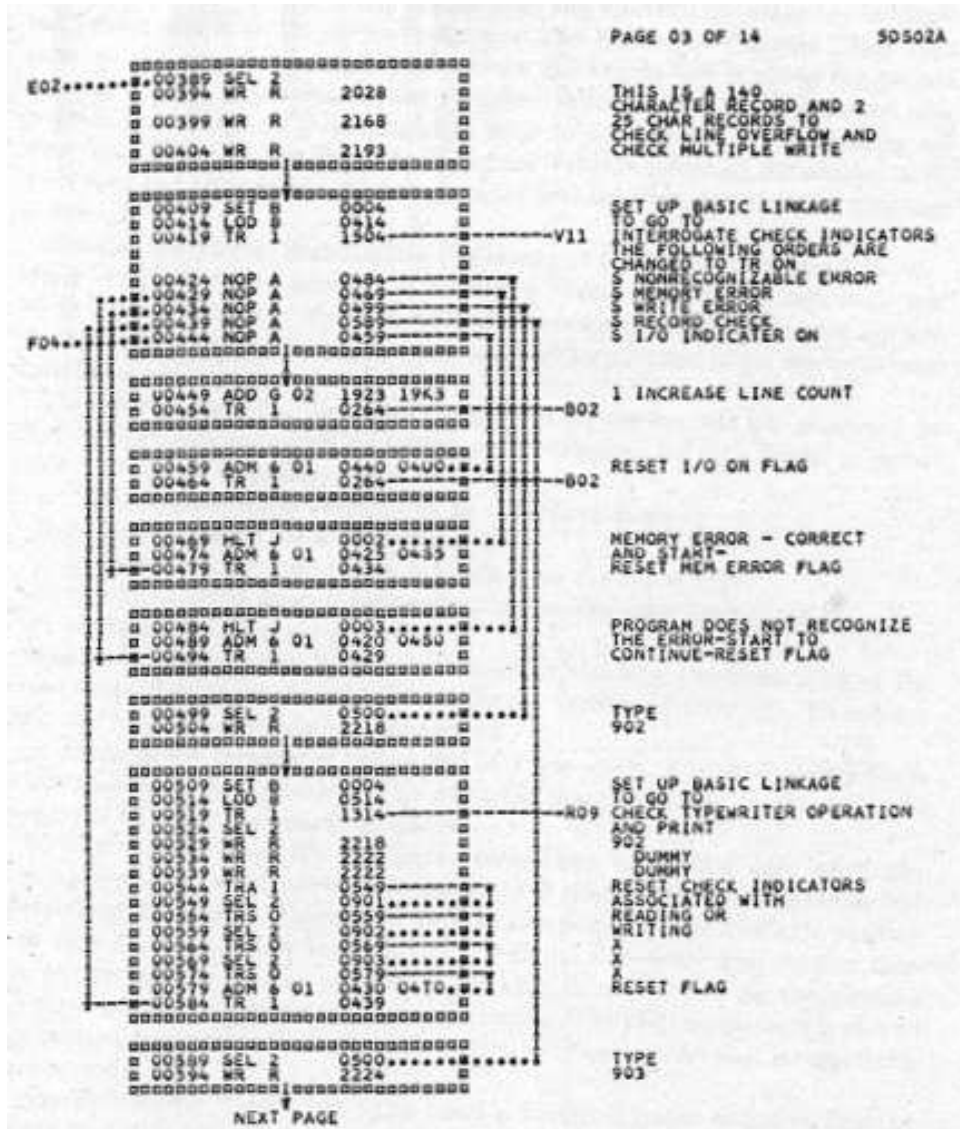 PAGE 03 OF 14 SDS02A
E02 00389 SEL 2
00394 WR R 2028 THIS IS A 140
CHARACTER RECORD AND 2
00399 WR R 2168 25 CHAR RECORDS TO
CHECK LINE OVERFLOW AND
00404 WR R 2193 CHECK MULTIPLE WRITE
00409 SET B 0004 SET UP BASIC LINKAGE
00414 LOD 8 0414 TO GO TO
00419 TR 1 1504 V11 INTERROGATE CHECK INDICATORS
THE FOLLOWING ORDERS ARE
CHANGED TO TR ON
00424 NOP A 0484 S NONRECOGNIZABLE ERROR
00429 NOP A 0469 S MEMORY ERROR
00434 NOP A 0499 S WRITE ERROR
00439 NOP A 0589 S RECORD CHECK
F04 00444 NOP A 0459 S I/O INDICATER ON
00449 ADD G 02 1923 19K3 1 INCREASE LINE COUNT
00454 TR 1 0264 B02
00459 ADM 6 01 0440 04U0 RESET I/O ON FLAG
00464 TR 1 0264 B02
00469 HLT J 0002 MEMORY ERROR - CORRECT
00474 ADM 6 01 0425 04S5 AND START-
00479 TR 1 0434 RESET MEM ERROR FLAG
00484 HLT J 0003 PROGRAM DOES NOT RECOGNIZE
00489 ADM 6 01 0420 04S0 THE ERROR-START TO
00494 TR 1 0429 CONTINUE-RESET FLAG
00499 SEL 2 0500 TYPE
00504 WR R 2218 902
00509 SET B 0004 SET UP BASIC LINKAGE
00514 LOD 8 0514 TO GO TO
00519 TR 1 1314 R09 CHECK TYPEWRITER OPERATION
00524 SEL 2 AND PRINT
00529 WR R 2218 902
00534 WR R 2222 DUMMY
00539 WR R 2222 DUMMY
00544 TRA I 0549 RESET CHECK INDICATORS
00549 SEL 2 0901 ASSOCIATED WITH
00554 TRS O 0559 READING OR
00559 SEL 2 0902 WRITING
00564 TRS O 0569 X
00569 SEL 2 0903 X
00574 TRS O 0579 X
00579 ADM 6 01 0430 04T0 RESET FLAG
00584 TR 1 0439
00589 SEL 2 0500 TYPE
00594 WR R 2224 903
NEXT PAGE